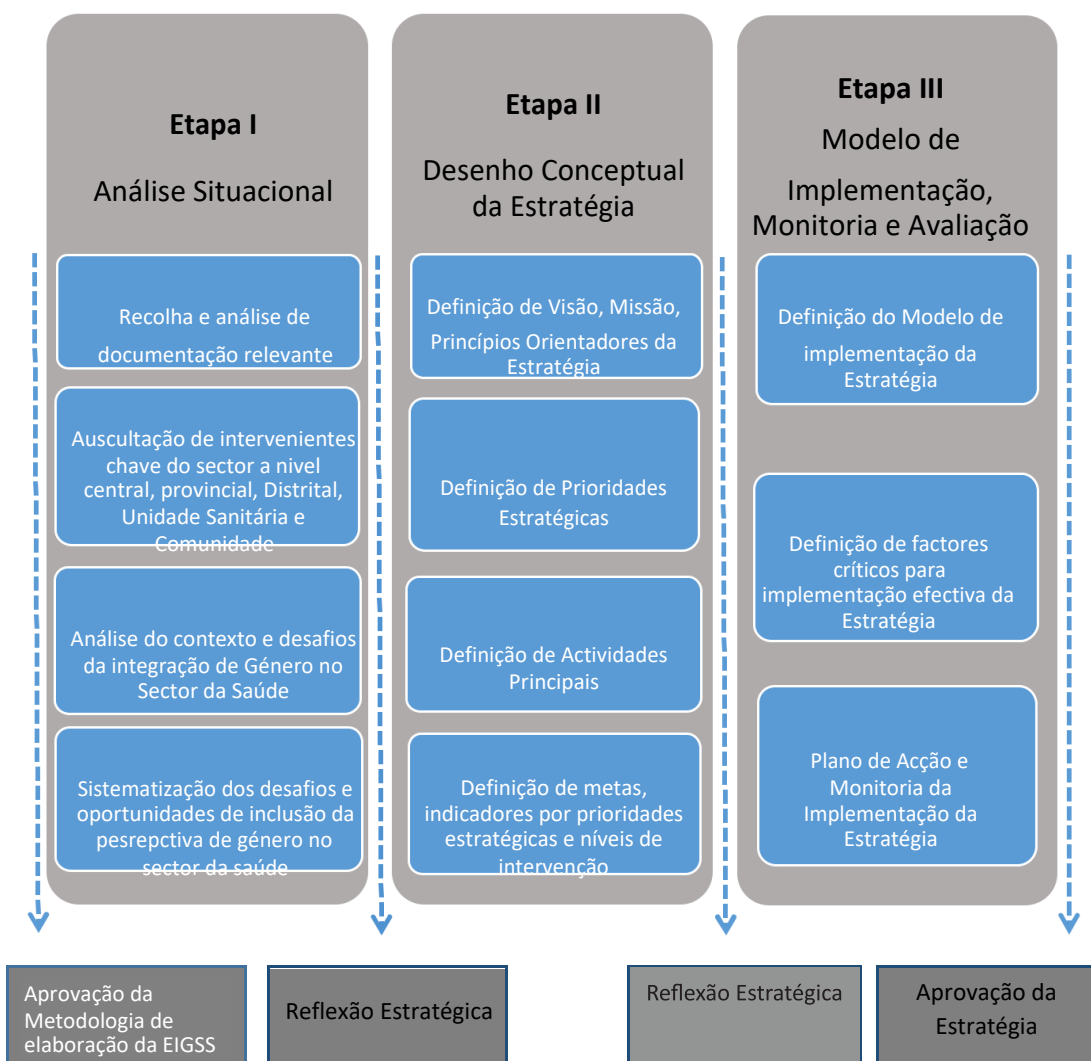 Etapa I
Análise Situacional
Recolha e análise de
documentação relevante
Auscultação de intervenientes
chave do sector a nivel
central, provincial, Distrital,
Unidade Sanitária e
Comunidade
Análise do contexto e desafios
da integração de Género no
Sector da Saúde
Sistematização dos desafios e
oportunidades de inclusão da
pesrepctiva de género no
sector da saúde
Etapa II
Desenho Conceptual
da Estratégia
Definição de Visão, Missão,
Princípios Orientadores da
Estratégia
Definição de Prioridades
Estratégicas
Definição de Actividades
Principais
Definição de metas,
indicadores por prioridades
estratégicas e níveis de
intervenção
Etapa III
Modelo de
Implementação,
Monitoria e Avaliação
Definição do Modelo de
implementação da
Estratégia
Definição de factores
críticos para
implementação efectiva da
Estratégia
Plano de Acção e
Monitoria da
Implementação da
Estratégia
Aprovação da
Metodologia de
elaboração da EIGSS
Reflexão Estratégica
Reflexão Estratégica
Aprovação da
Estratégia